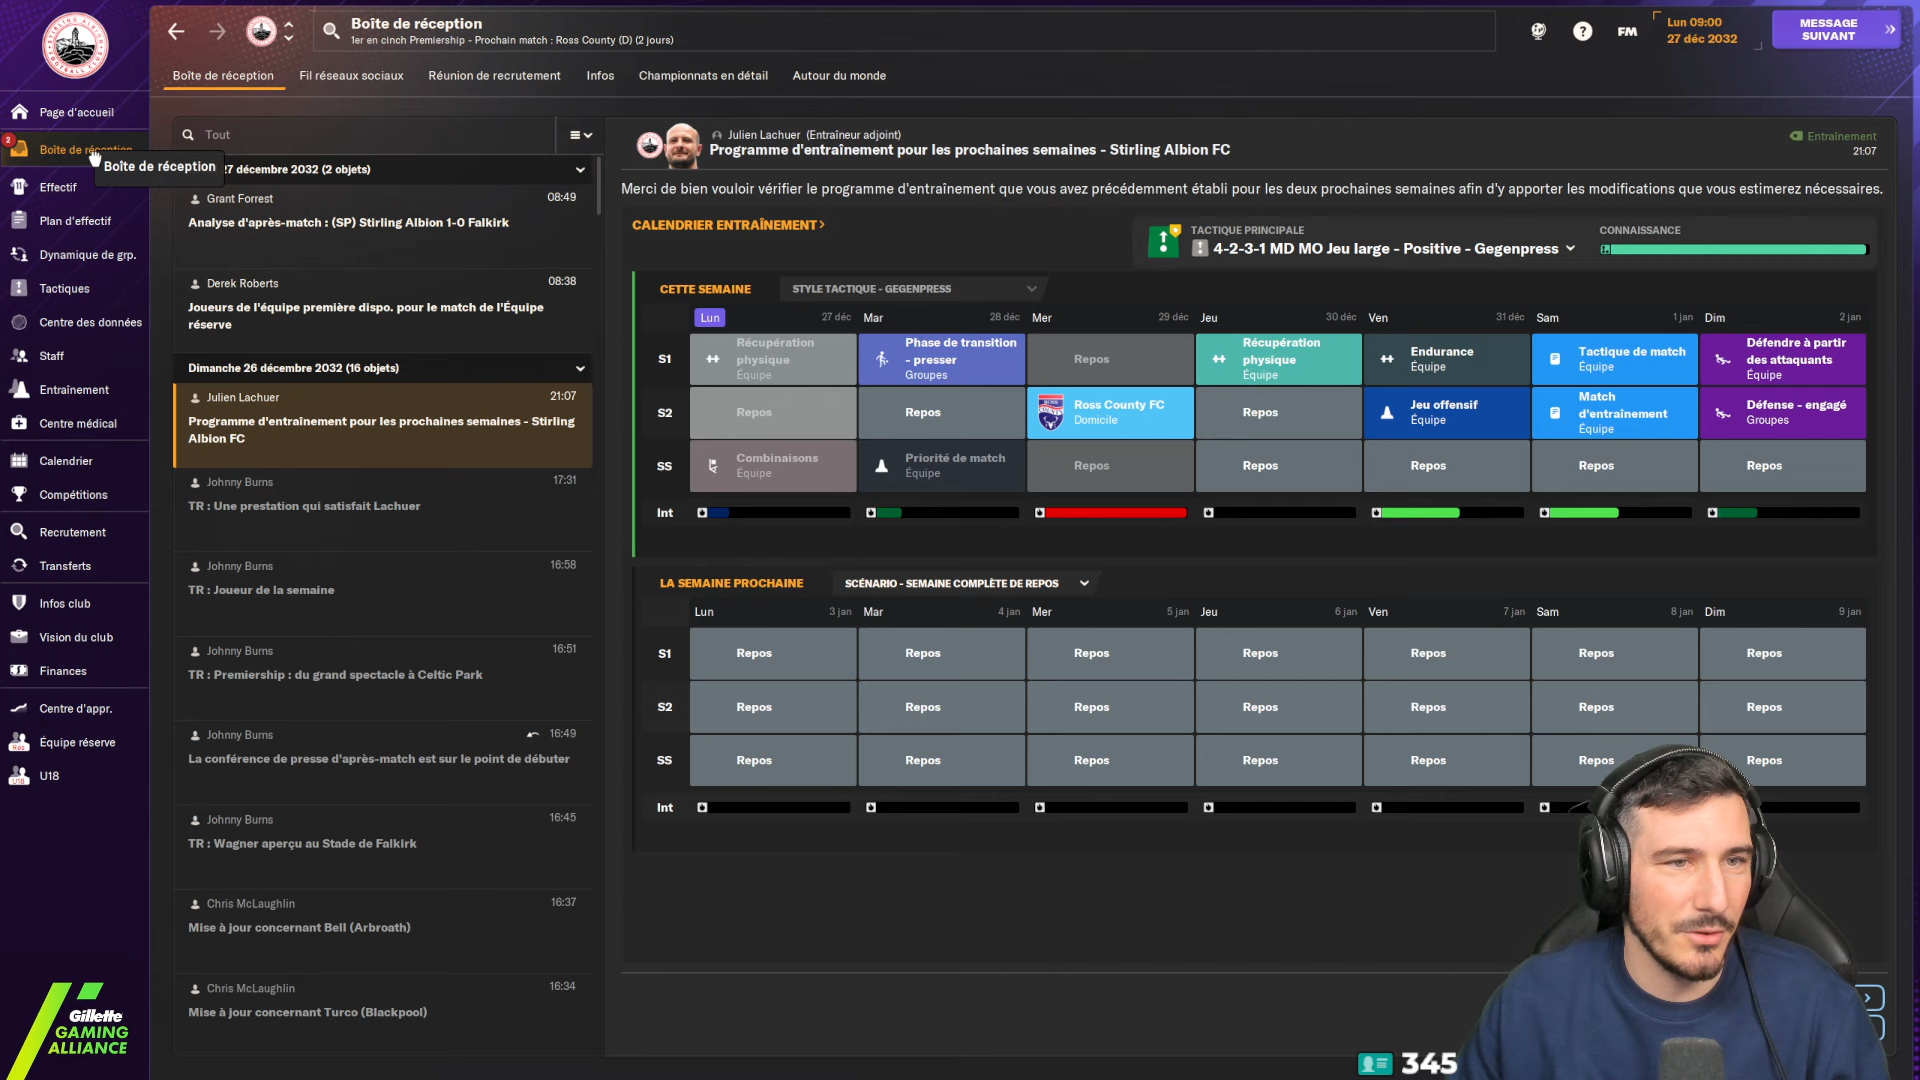 Boîte de réception
1er en cinch Premiership - Prochain match : Ross County (D) (2 jours)
FM
Lun 09:00
27 déc 2032
MESSAGE SUIVANT
Boîte de réception
Fil réseaux sociaux
Réunion de recrutement
Infos
Championnats en détail
Autour du monde
Page d'accueil
2
Boîte de réception
Boîte de réception
Effectif
Plan d'effectif
Dynamique de grp.
Tactiques
Centre des données
Staff
Entraînement
Centre médical
Calendrier
Compétitions
Recrutement
Transferts
Infos club
Vision du club
Finances
Centre d'appr.
Équipe réserve
U18
Gillette
GAMING
ALLIANCE
Tout
27 décembre 2032 (2 objets)
Grant Forrest 08:49
Analyse d'après-match : (SP) Stirling Albion 1-0 Falkirk
Derek Roberts 08:38
Joueurs de l'équipe première dispo. pour le match de l'Équipe
réserve
Dimanche 26 décembre 2032 (16 objets)
Julien Lachuer 21:07
Programme d'entraînement pour les prochaines semaines - Stirling
Albion FC
Johnny Burns 17:31
TR : Une prestation qui satisfait Lachuer
Johnny Burns 16:58
TR : Joueur de la semaine
Johnny Burns 16:51
TR : Premiership : du grand spectacle à Celtic Park
Johnny Burns 16:49
La conférence de presse d'après-match est sur le point de débuter
Johnny Burns 16:45
TR : Wagner aperçu au Stade de Falkirk
Chris McLaughlin 16:37
Mise à jour concernant Bell (Arbroath)
Chris McLaughlin 16:34
Mise à jour concernant Turco (Blackpool)
Julien Lachuer (Entraîneur adjoint)
Programme d'entraînement pour les prochaines semaines - Stirling Albion FC
Entraînement
21:07
Merci de bien vouloir vérifier le programme d'entraînement que vous avez précédemment établi pour les deux prochaines semaines afin d'y apporter les modifications que vous estimerez nécessaires.
CALENDRIER ENTRAÎNEMENT>
TACTIQUE PRINCIPALE
4-2-3-1 MD MO Jeu large - Positive - Gegenpress
CONNAISSANCE
CETTE SEMAINE
STYLE TACTIQUE - GEGENPRESS
Lun 27 déc Mar 28 déc Mer 29 déc Jeu 30 déc Ven 31 déc Sam 1 jan Dim 2 jan
S1
Récupération physique
Équipe
Phase de transition - presser
Groupes
Repos
Récupération physique
Équipe
Endurance
Équipe
Tactique de match
Équipe
Défendre à partir des attaquants
Équipe
S2
Repos
Repos
Ross County FC
Domicile
Repos
Jeu offensif
Équipe
Match d'entraînement
Équipe
Défense - engagé
Groupes
SS
Combinaisons
Équipe
Priorité de match
Équipe
Repos
Repos
Repos
Repos
Repos
Int
LA SEMAINE PROCHAINE
SCÉNARIO - SEMAINE COMPLÈTE DE REPOS
Lun 3 jan Mar 4 jan Mer 5 jan Jeu 6 jan Ven 7 jan Sam 8 jan Dim 9 jan
S1 Repos Repos Repos Repos Repos Repos Repos
S2 Repos Repos Repos Repos Repos Repos Repos
SS Repos Repos Repos Repos Repos Repos Repos
Int
345